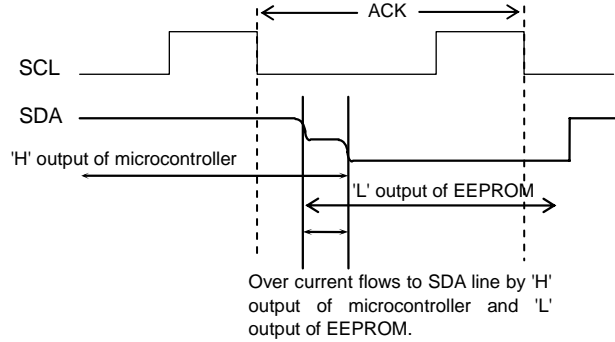 ACK
SCL
SDA
'H' output of microcontroller
'L' output of EEPROM
Over current flows to SDA line by 'H'
output of microcontroller and 'L'
output of EEPROM.